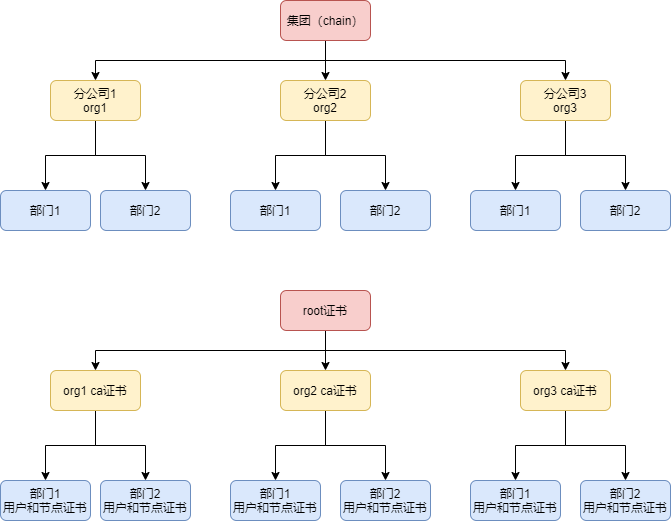 集团（chain）
分公司1
org1
分公司2
org2
分公司3
org3
部门1
部门2
部门1
部门2
部门1
部门2
root证书
org1 ca证书
org2 ca证书
org3 ca证书
部门1
用户和节点证书
部门2
用户和节点证书
部门1
用户和节点证书
部门2
用户和节点证书
部门1
用户和节点证书
部门2
用户和节点证书